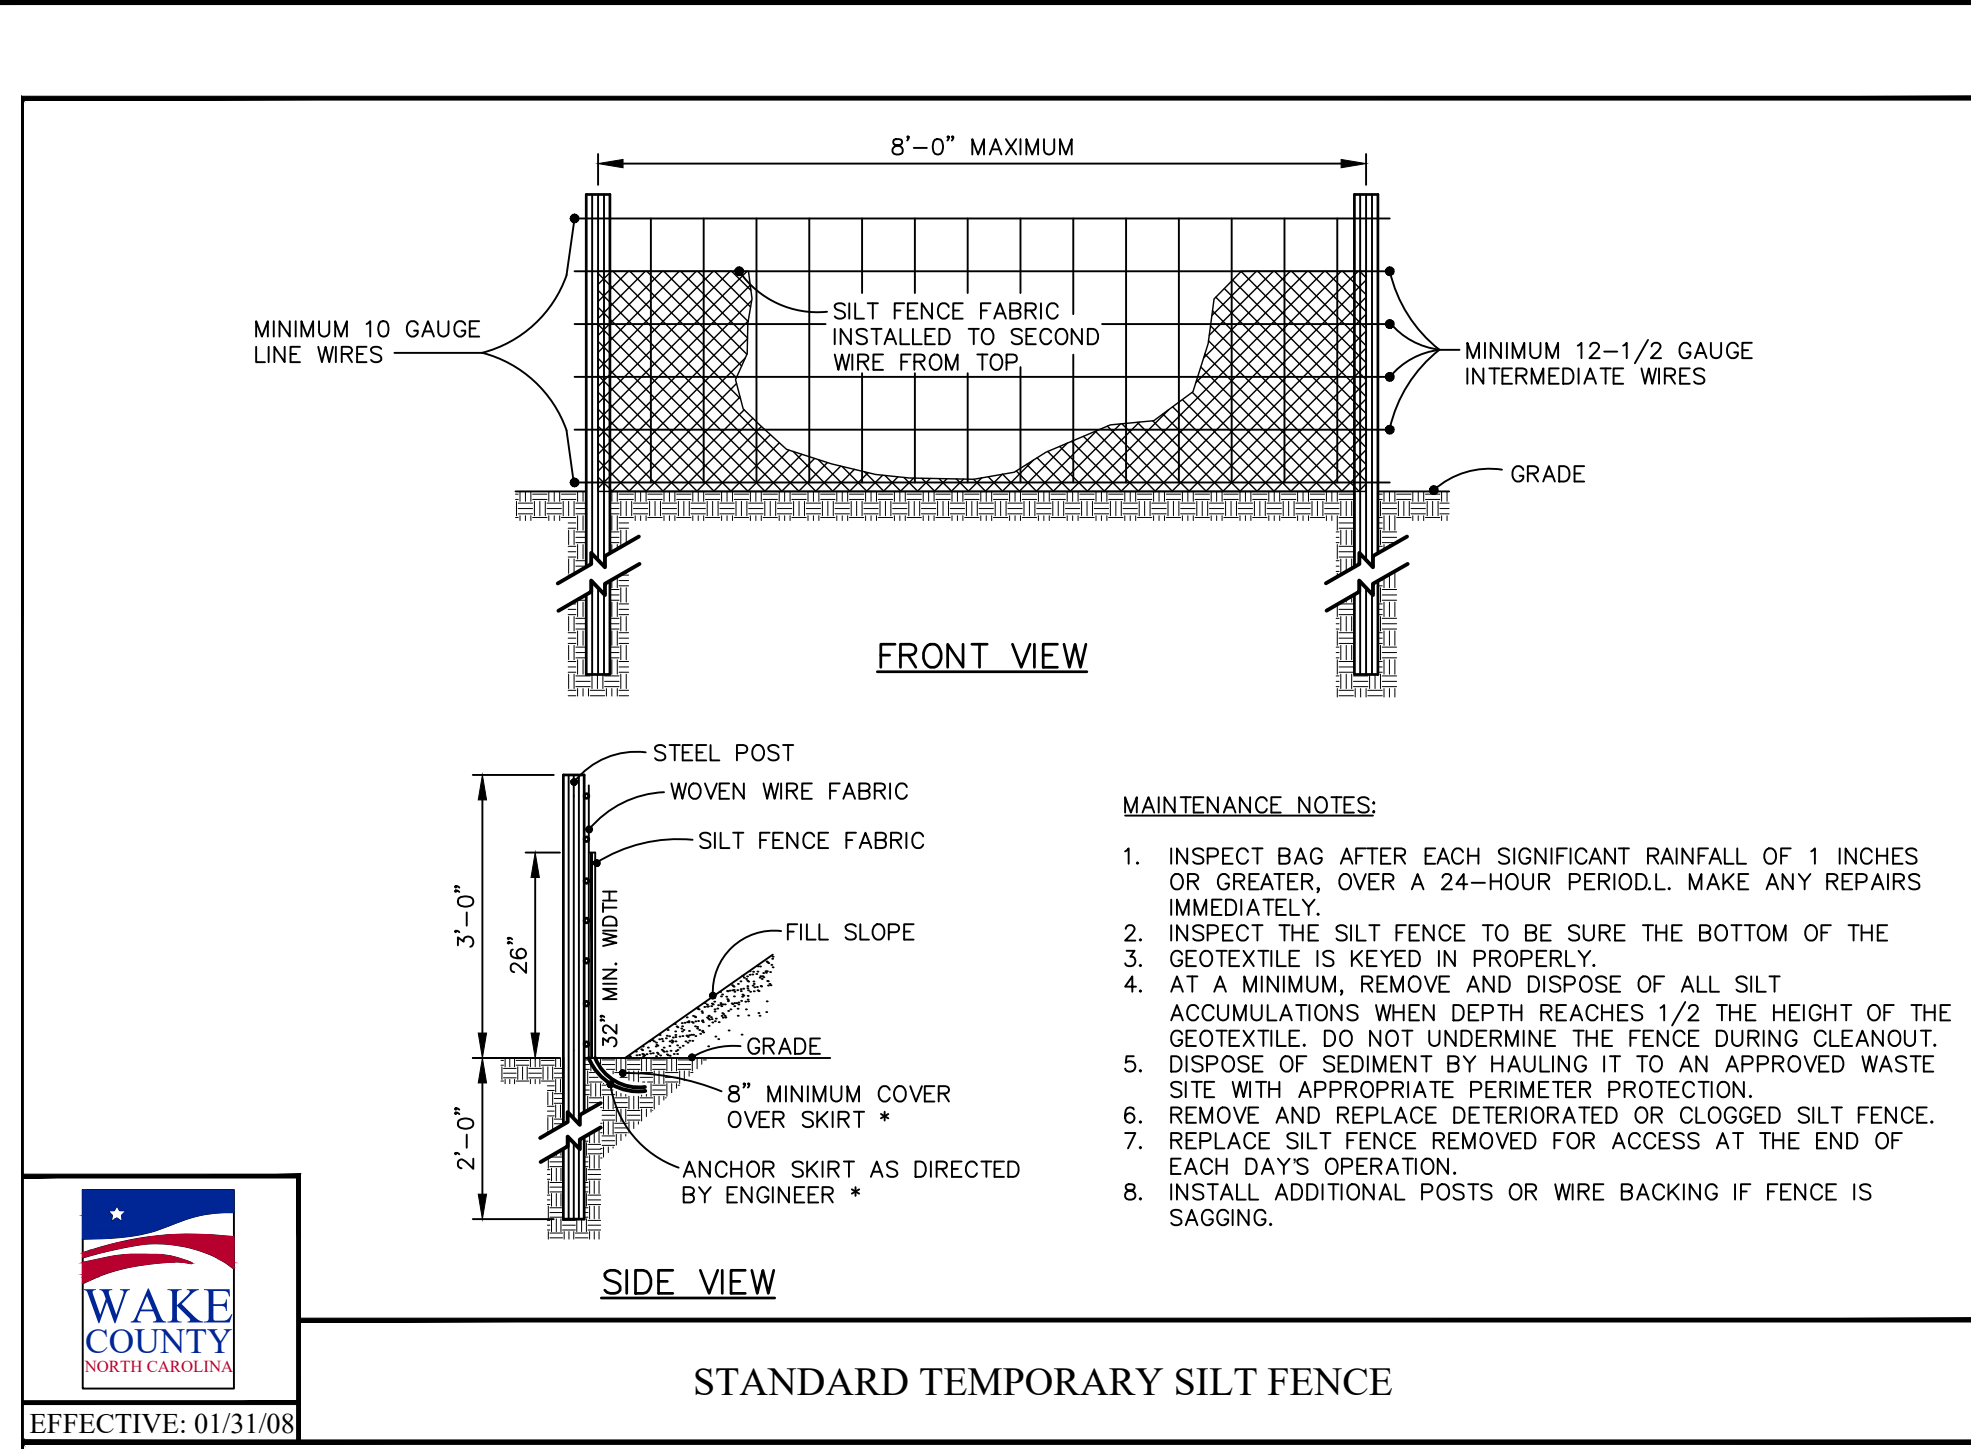 8'-0" MAXIMUM
MINIMUM 10 GAUGE
LINE WIRES
SILT FENCE FABRIC
INSTALLED TO SECOND
WIRE FROM TOP
MINIMUM 12-1/2 GAUGE
INTERMEDIATE WIRES
GRADE
FRONT VIEW
STEEL POST
WOVEN WIRE FABRIC
SILT FENCE FABRIC
3'-0"
26"
32" MIN. WIDTH
FILL SLOPE
GRADE
8" MINIMUM COVER
OVER SKIRT *
2'-0"
ANCHOR SKIRT AS DIRECTED
BY ENGINEER *
SIDE VIEW
MAINTENANCE NOTES:
1. INSPECT BAG AFTER EACH SIGNIFICANT RAINFALL OF 1 INCHES
OR GREATER, OVER A 24-HOUR PERIOD.L. MAKE ANY REPAIRS
IMMEDIATELY.
2. INSPECT THE SILT FENCE TO BE SURE THE BOTTOM OF THE
3. GEOTEXTILE IS KEYED IN PROPERLY.
4. AT A MINIMUM, REMOVE AND DISPOSE OF ALL SILT
ACCUMULATIONS WHEN DEPTH REACHES 1/2 THE HEIGHT OF THE
GEOTEXTILE. DO NOT UNDERMINE THE FENCE DURING CLEANOUT.
5. DISPOSE OF SEDIMENT BY HAULING IT TO AN APPROVED WASTE
SITE WITH APPROPRIATE PERIMETER PROTECTION.
6. REMOVE AND REPLACE DETERIORATED OR CLOGGED SILT FENCE.
7. REPLACE SILT FENCE REMOVED FOR ACCESS AT THE END OF
EACH DAY'S OPERATION.
8. INSTALL ADDITIONAL POSTS OR WIRE BACKING IF FENCE IS
SAGGING.
WAKE
COUNTY
NORTH CAROLINA
EFFECTIVE: 01/31/08
STANDARD TEMPORARY SILT FENCE